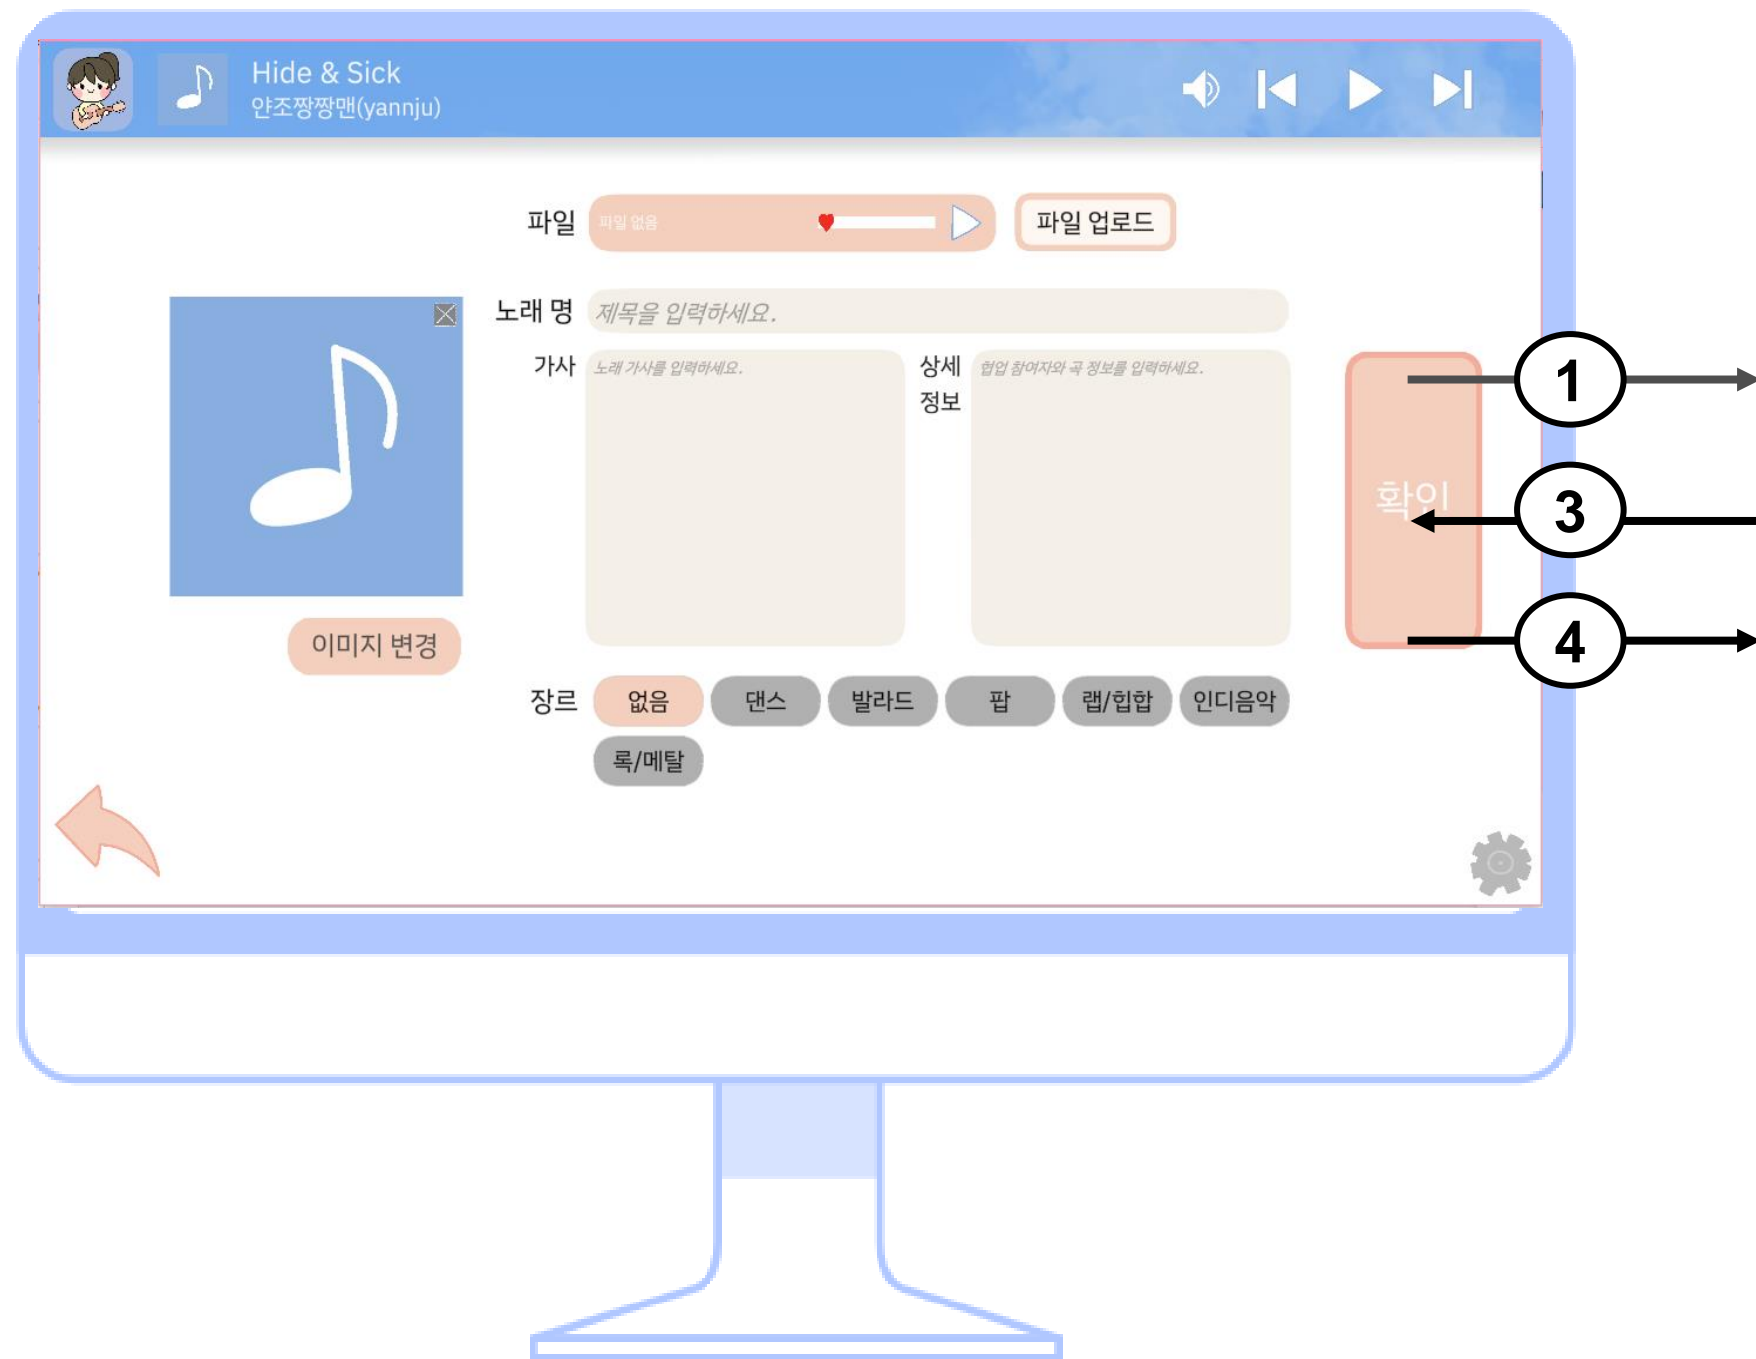 Hide & Sick
얀조짱짱맨(yannju)
파일
파일 없음
파일 업로드
노래 명
제목을 입력하세요.
가사
노래 가사를 입력하세요.
상세
정보
협업 참여자와 곡 정보를 입력하세요.
확인
1
3
4
이미지 변경
장르
없음
댄스
발라드
팝
랩/힙합
인디음악
록/메탈